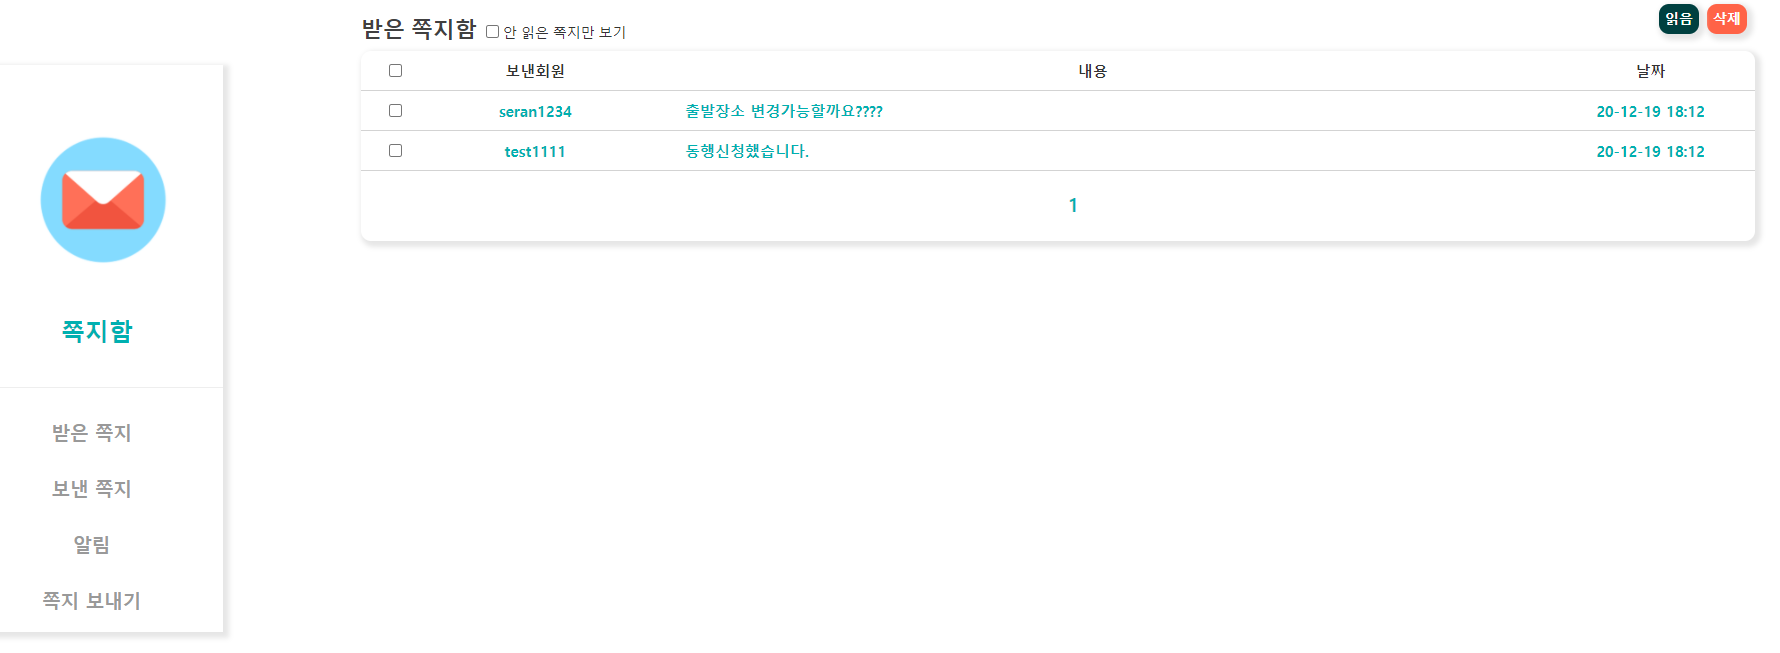 받은 쪽지함 안 읽은 쪽지만 보기 읽음 삭제
보낸회원 내용 날짜
seran1234 출발장소 변경가능할까요???? 20-12-19 18:12
test1111 동행신청했습니다. 20-12-19 18:12
1
쪽지함
받은 쪽지
보낸 쪽지
알림
쪽지 보내기